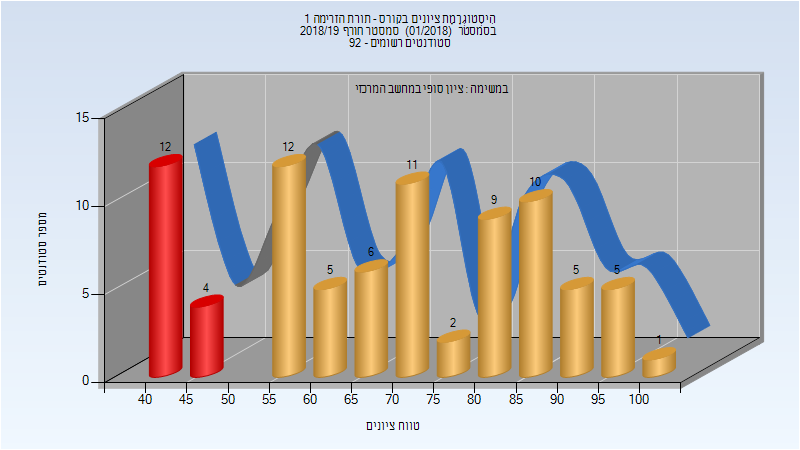 היסטוגרמת ציונים בקורס - תורת הזרימה 1
בסמסטר (01/2018) סמסטר חורף 2018/19
סטודנטים רשומים - 92
במשימה : ציון סופי במחשב המרכזי
מספר סטודנטים
15
10
5
0
12
4
12
5
6
11
2
9
10
5
5
1
40 45 50 55 60 65 70 75 80 85 90 95 100
טווח ציונים